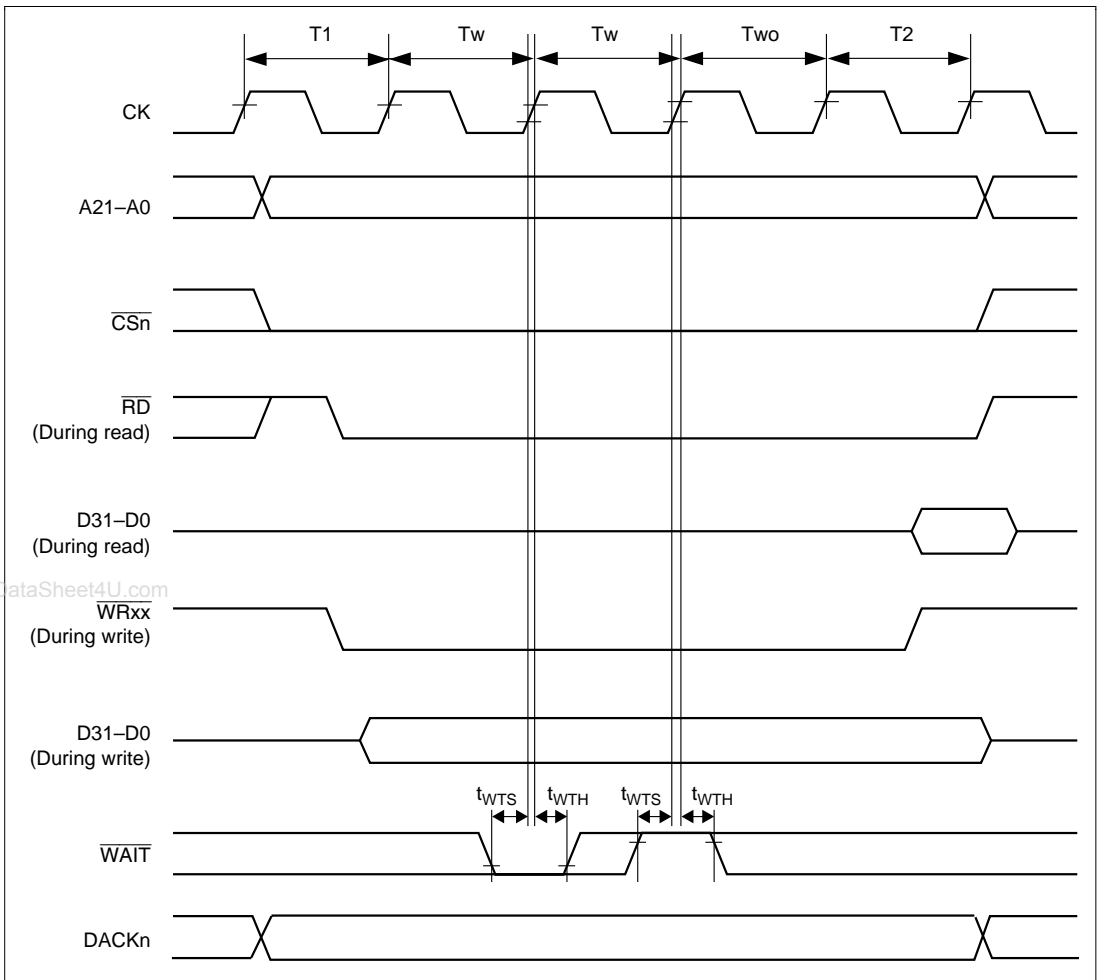 T1 Tw Tw Two T2
CK
A21–A0
CSn
RD
(During read)
D31–D0
(During read)
DataSheet4U.com
WRxx
(During write)
D31–D0
(During write)
tWTS tWTH tWTS tWTH
WAIT
DACKn